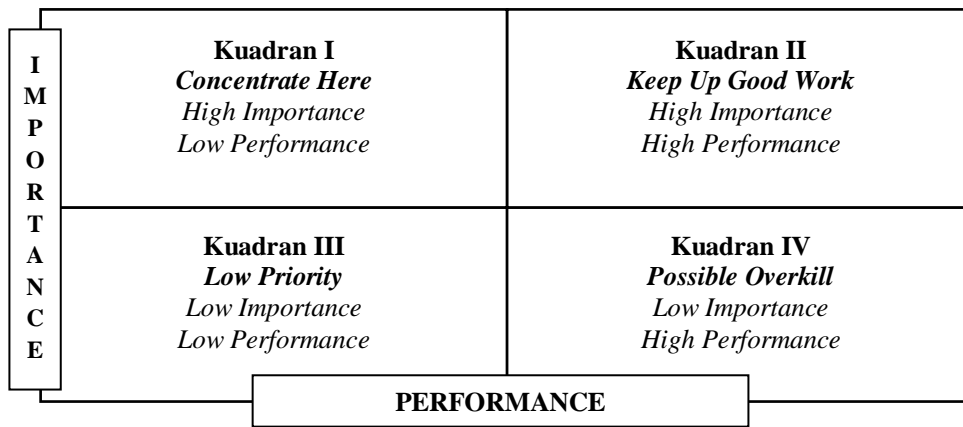 IMPORTANCE
Kuadran I
Concentrate Here
High Importance
Low Performance
Kuadran II
Keep Up Good Work
High Importance
High Performance
Kuadran III
Low Priority
Low Importance
Low Performance
Kuadran IV
Possible Overkill
Low Importance
High Performance
PERFORMANCE